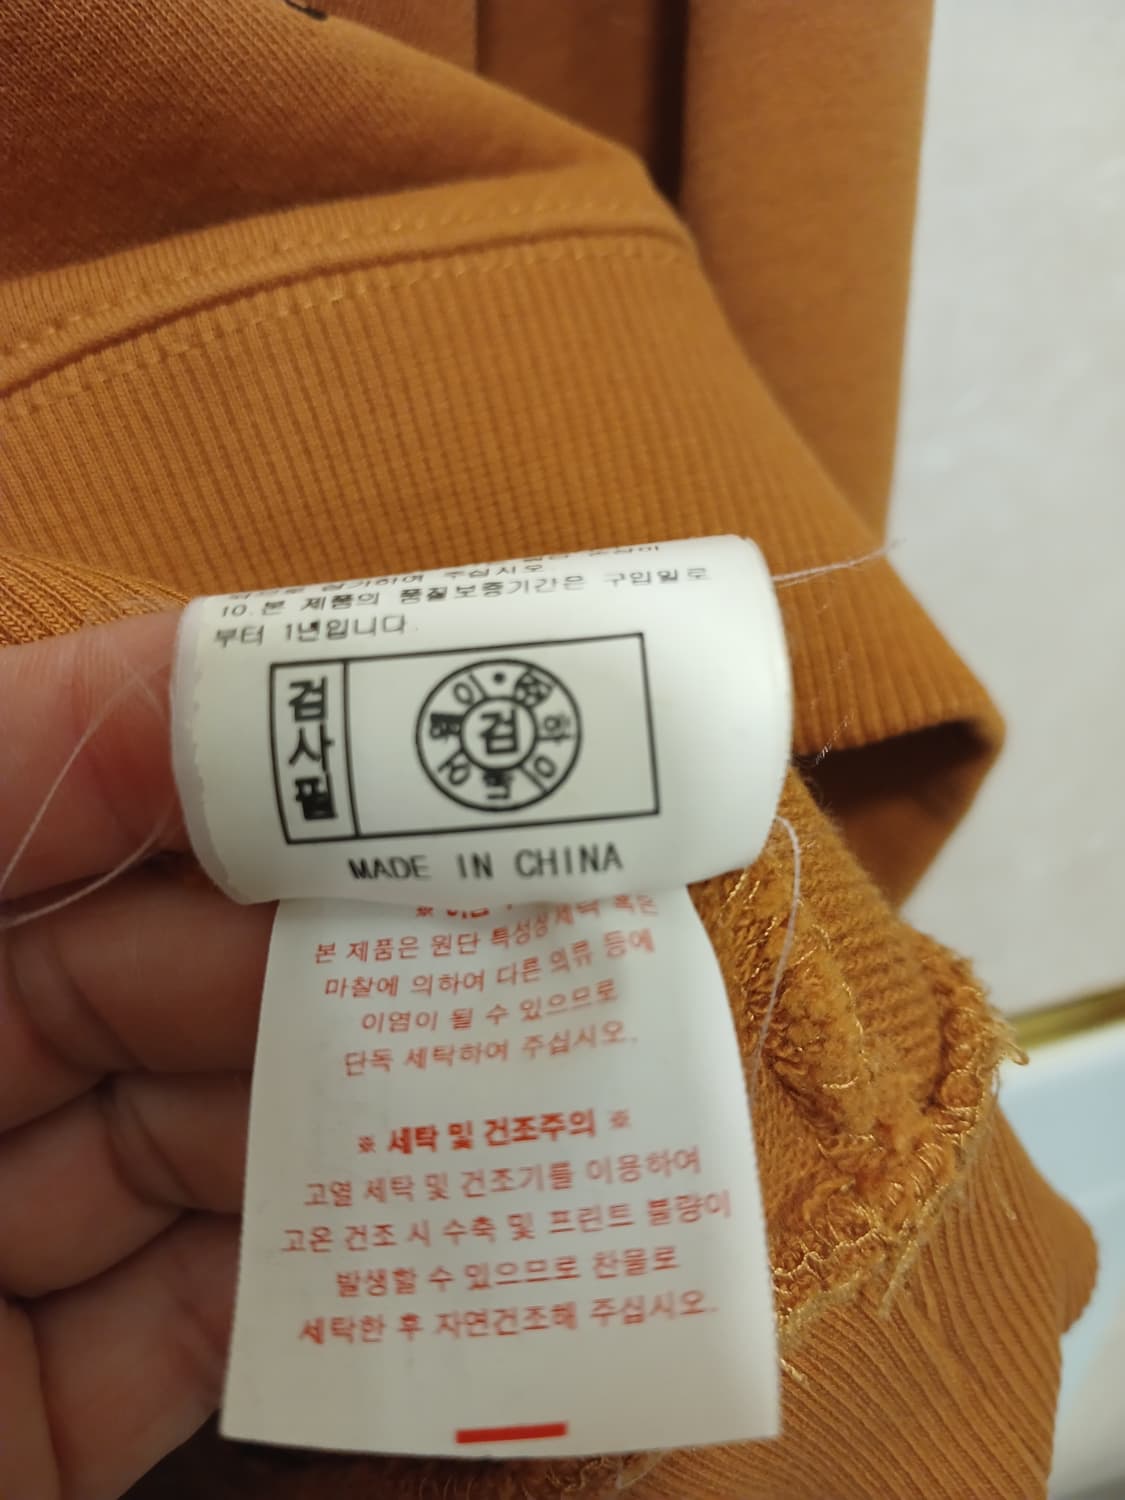 주십시오
10.본 제품의 품질보증기간은 구입일로
부터 1년입니다.
검사필
검
MADE IN CHINA
본 제품은 원단 특성상 세탁 혹은
마찰에 의하여 다른 의류 등에
이염이 될 수 있으므로
단독 세탁하여 주십시오.
※ 세탁 및 건조주의 ※
고열 세탁 및 건조기를 이용하여
고온 건조 시 수축 및 프린트 불량이
발생할 수 있으므로 찬물로
세탁한 후 자연건조해 주십시오.